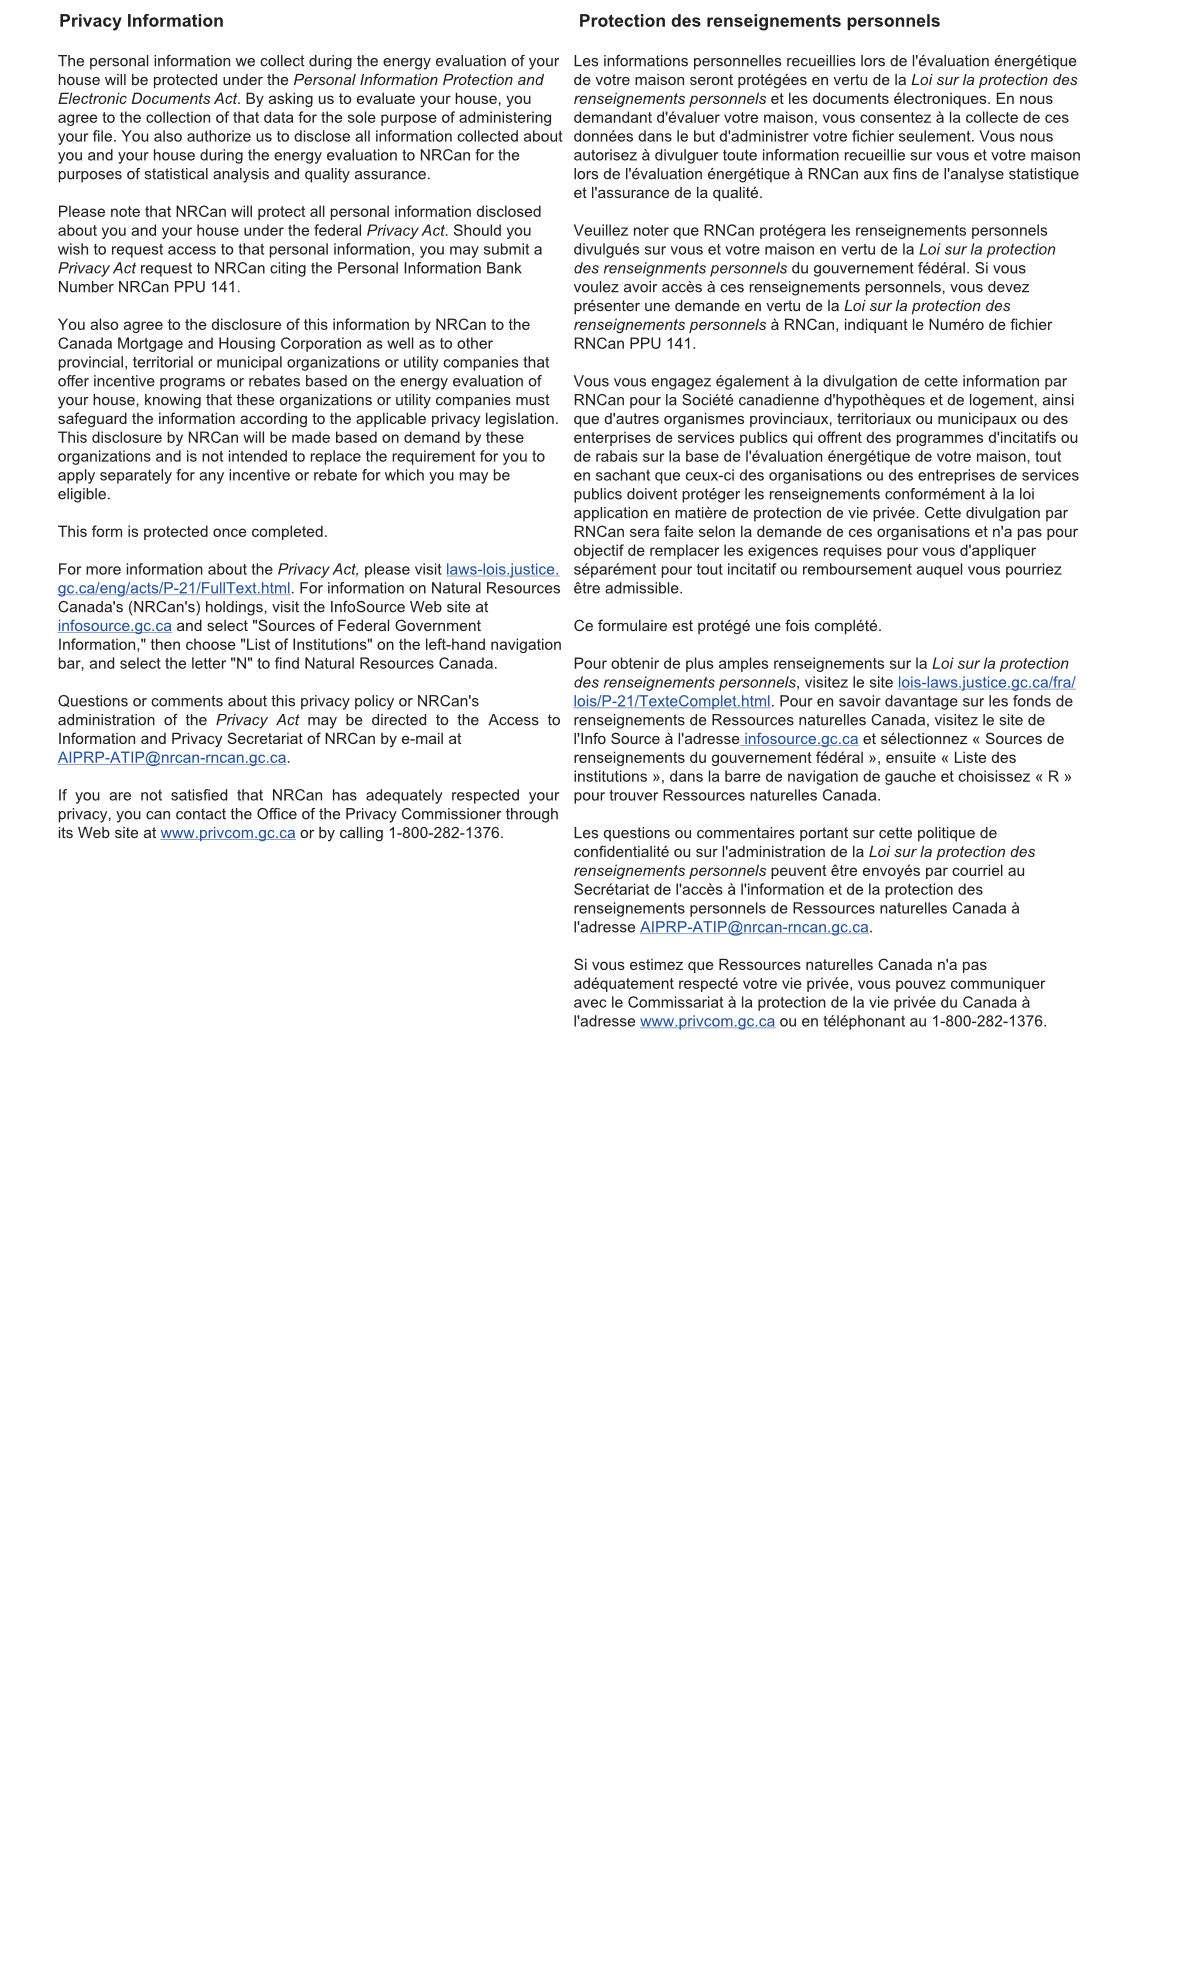 Privacy Information
The personal information we collect during the energy evaluation of your
house will be protected under the Personal Information Protection and
Electronic Documents Act. By asking us to evaluate your house, you
agree to the collection of that data for the sole purpose of administering
your file. You also authorize us to disclose all information collected about
you and your house during the energy evaluation to NRCan for the
purposes of statistical analysis and quality assurance.
Please note that NRCan will protect all personal information disclosed
about you and your house under the federal Privacy Act. Should you
wish to request access to that personal information, you may submit a
Privacy Act request to NRCan citing the Personal Information Bank
Number NRCan PPU 141.
You also agree to the disclosure of this information by NRCan to the
Canada Mortgage and Housing Corporation as well as to other
provincial, territorial or municipal organizations or utility companies that
offer incentive programs or rebates based on the energy evaluation of
your house, knowing that these organizations or utility companies must
safeguard the information according to the applicable privacy legislation.
This disclosure by NRCan will be made based on demand by these
organizations and is not intended to replace the requirement for you to
apply separately for any incentive or rebate for which you may be
eligible.
This form is protected once completed.
For more information about the Privacy Act, please visit laws-lois.justice.
gc.ca/eng/acts/P-21/FullText.html. For information on Natural Resources
Canada's (NRCan's) holdings, visit the InfoSource Web site at
infosource.gc.ca and select "Sources of Federal Government
Information," then choose "List of Institutions" on the left-hand navigation
bar, and select the letter "N" to find Natural Resources Canada.
Questions or comments about this privacy policy or NRCan's
administration of the Privacy Act may be directed to the Access to
Information and Privacy Secretariat of NRCan by e-mail at
AIPRP-ATIP@nrcan-rncan.gc.ca.
If you are not satisfied that NRCan has adequately respected your
privacy, you can contact the Office of the Privacy Commissioner through
its Web site at www.privcom.gc.ca or by calling 1-800-282-1376.
Protection des renseignements personnels
Les informations personnelles recueillies lors de l'évaluation énergétique
de votre maison seront protégées en vertu de la Loi sur la protection des
renseignements personnels et les documents électroniques. En nous
demandant d'évaluer votre maison, vous consentez à la collecte de ces
données dans le but d'administrer votre fichier seulement. Vous nous
autorisez à divulguer toute information recueillie sur vous et votre maison
lors de l'évaluation énergétique à RNCan aux fins de l'analyse statistique
et l'assurance de la qualité.
Veuillez noter que RNCan protégera les renseignements personnels
divulgués sur vous et votre maison en vertu de la Loi sur la protection
des renseignments personnels du gouvernement fédéral. Si vous
voulez avoir accès à ces renseignements personnels, vous devez
présenter une demande en vertu de la Loi sur la protection des
renseignements personnels à RNCan, indiquant le Numéro de fichier
RNCan PPU 141.
Vous vous engagez également à la divulgation de cette information par
RNCan pour la Société canadienne d'hypothèques et de logement, ainsi
que d'autres organismes provinciaux, territoriaux ou municipaux ou des
enterprises de services publics qui offrent des programmes d'incitatifs ou
de rabais sur la base de l'évaluation énergétique de votre maison, tout
en sachant que ceux-ci des organisations ou des entreprises de services
publics doivent protéger les renseignements conformément à la loi
application en matière de protection de vie privée. Cette divulgation par
RNCan sera faite selon la demande de ces organisations et n'a pas pour
objectif de remplacer les exigences requises pour vous d'appliquer
séparément pour tout incitatif ou remboursement auquel vous pourriez
être admissible.
Ce formulaire est protégé une fois complété.
Pour obtenir de plus amples renseignements sur la Loi sur la protection
des renseignements personnels, visitez le site lois-laws.justice.gc.ca/fra/
lois/P-21/TexteComplet.html. Pour en savoir davantage sur les fonds de
renseignements de Ressources naturelles Canada, visitez le site de
l'Info Source à l'adresse infosource.gc.ca et sélectionnez « Sources de
renseignements du gouvernement fédéral », ensuite « Liste des
institutions », dans la barre de navigation de gauche et choisissez « R »
pour trouver Ressources naturelles Canada.
Les questions ou commentaires portant sur cette politique de
confidentialité ou sur l'administration de la Loi sur la protection des
renseignements personnels peuvent être envoyés par courriel au
Secrétariat de l'accès à l'information et de la protection des
renseignements personnels de Ressources naturelles Canada à
l'adresse AIPRP-ATIP@nrcan-rncan.gc.ca.
Si vous estimez que Ressources naturelles Canada n'a pas
adéquatement respecté votre vie privée, vous pouvez communiquer
avec le Commissariat à la protection de la vie privée du Canada à
l'adresse www.privcom.gc.ca ou en téléphonant au 1-800-282-1376.